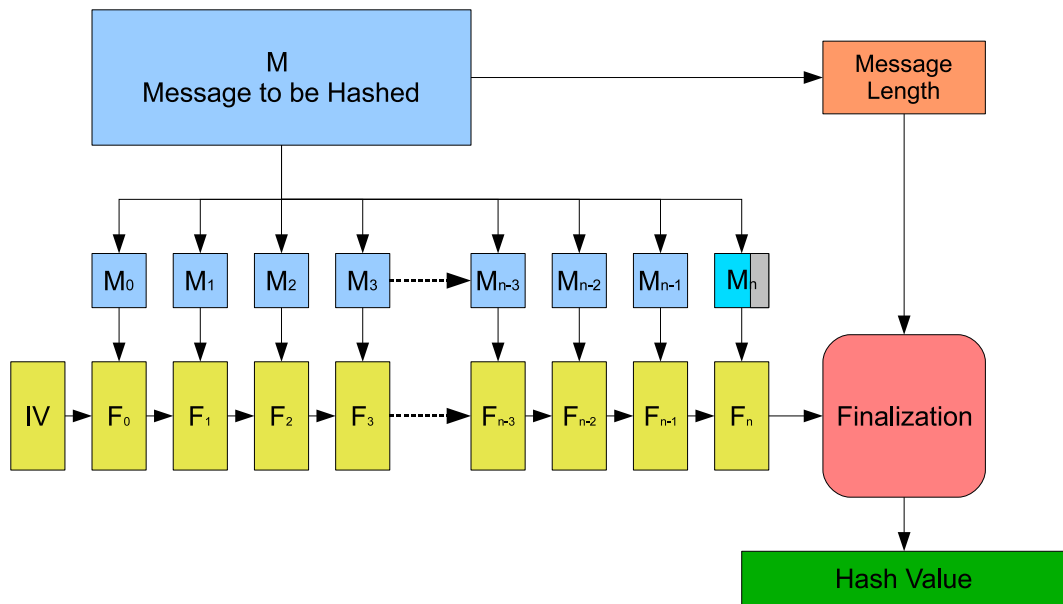 M
Message to be Hashed
Message
Length
M0 M1 M2 M3 Mn-3 Mn-2 Mn-1 Mn
IV F0 F1 F2 F3 Fn-3 Fn-2 Fn-1 Fn Finalization
Hash Value